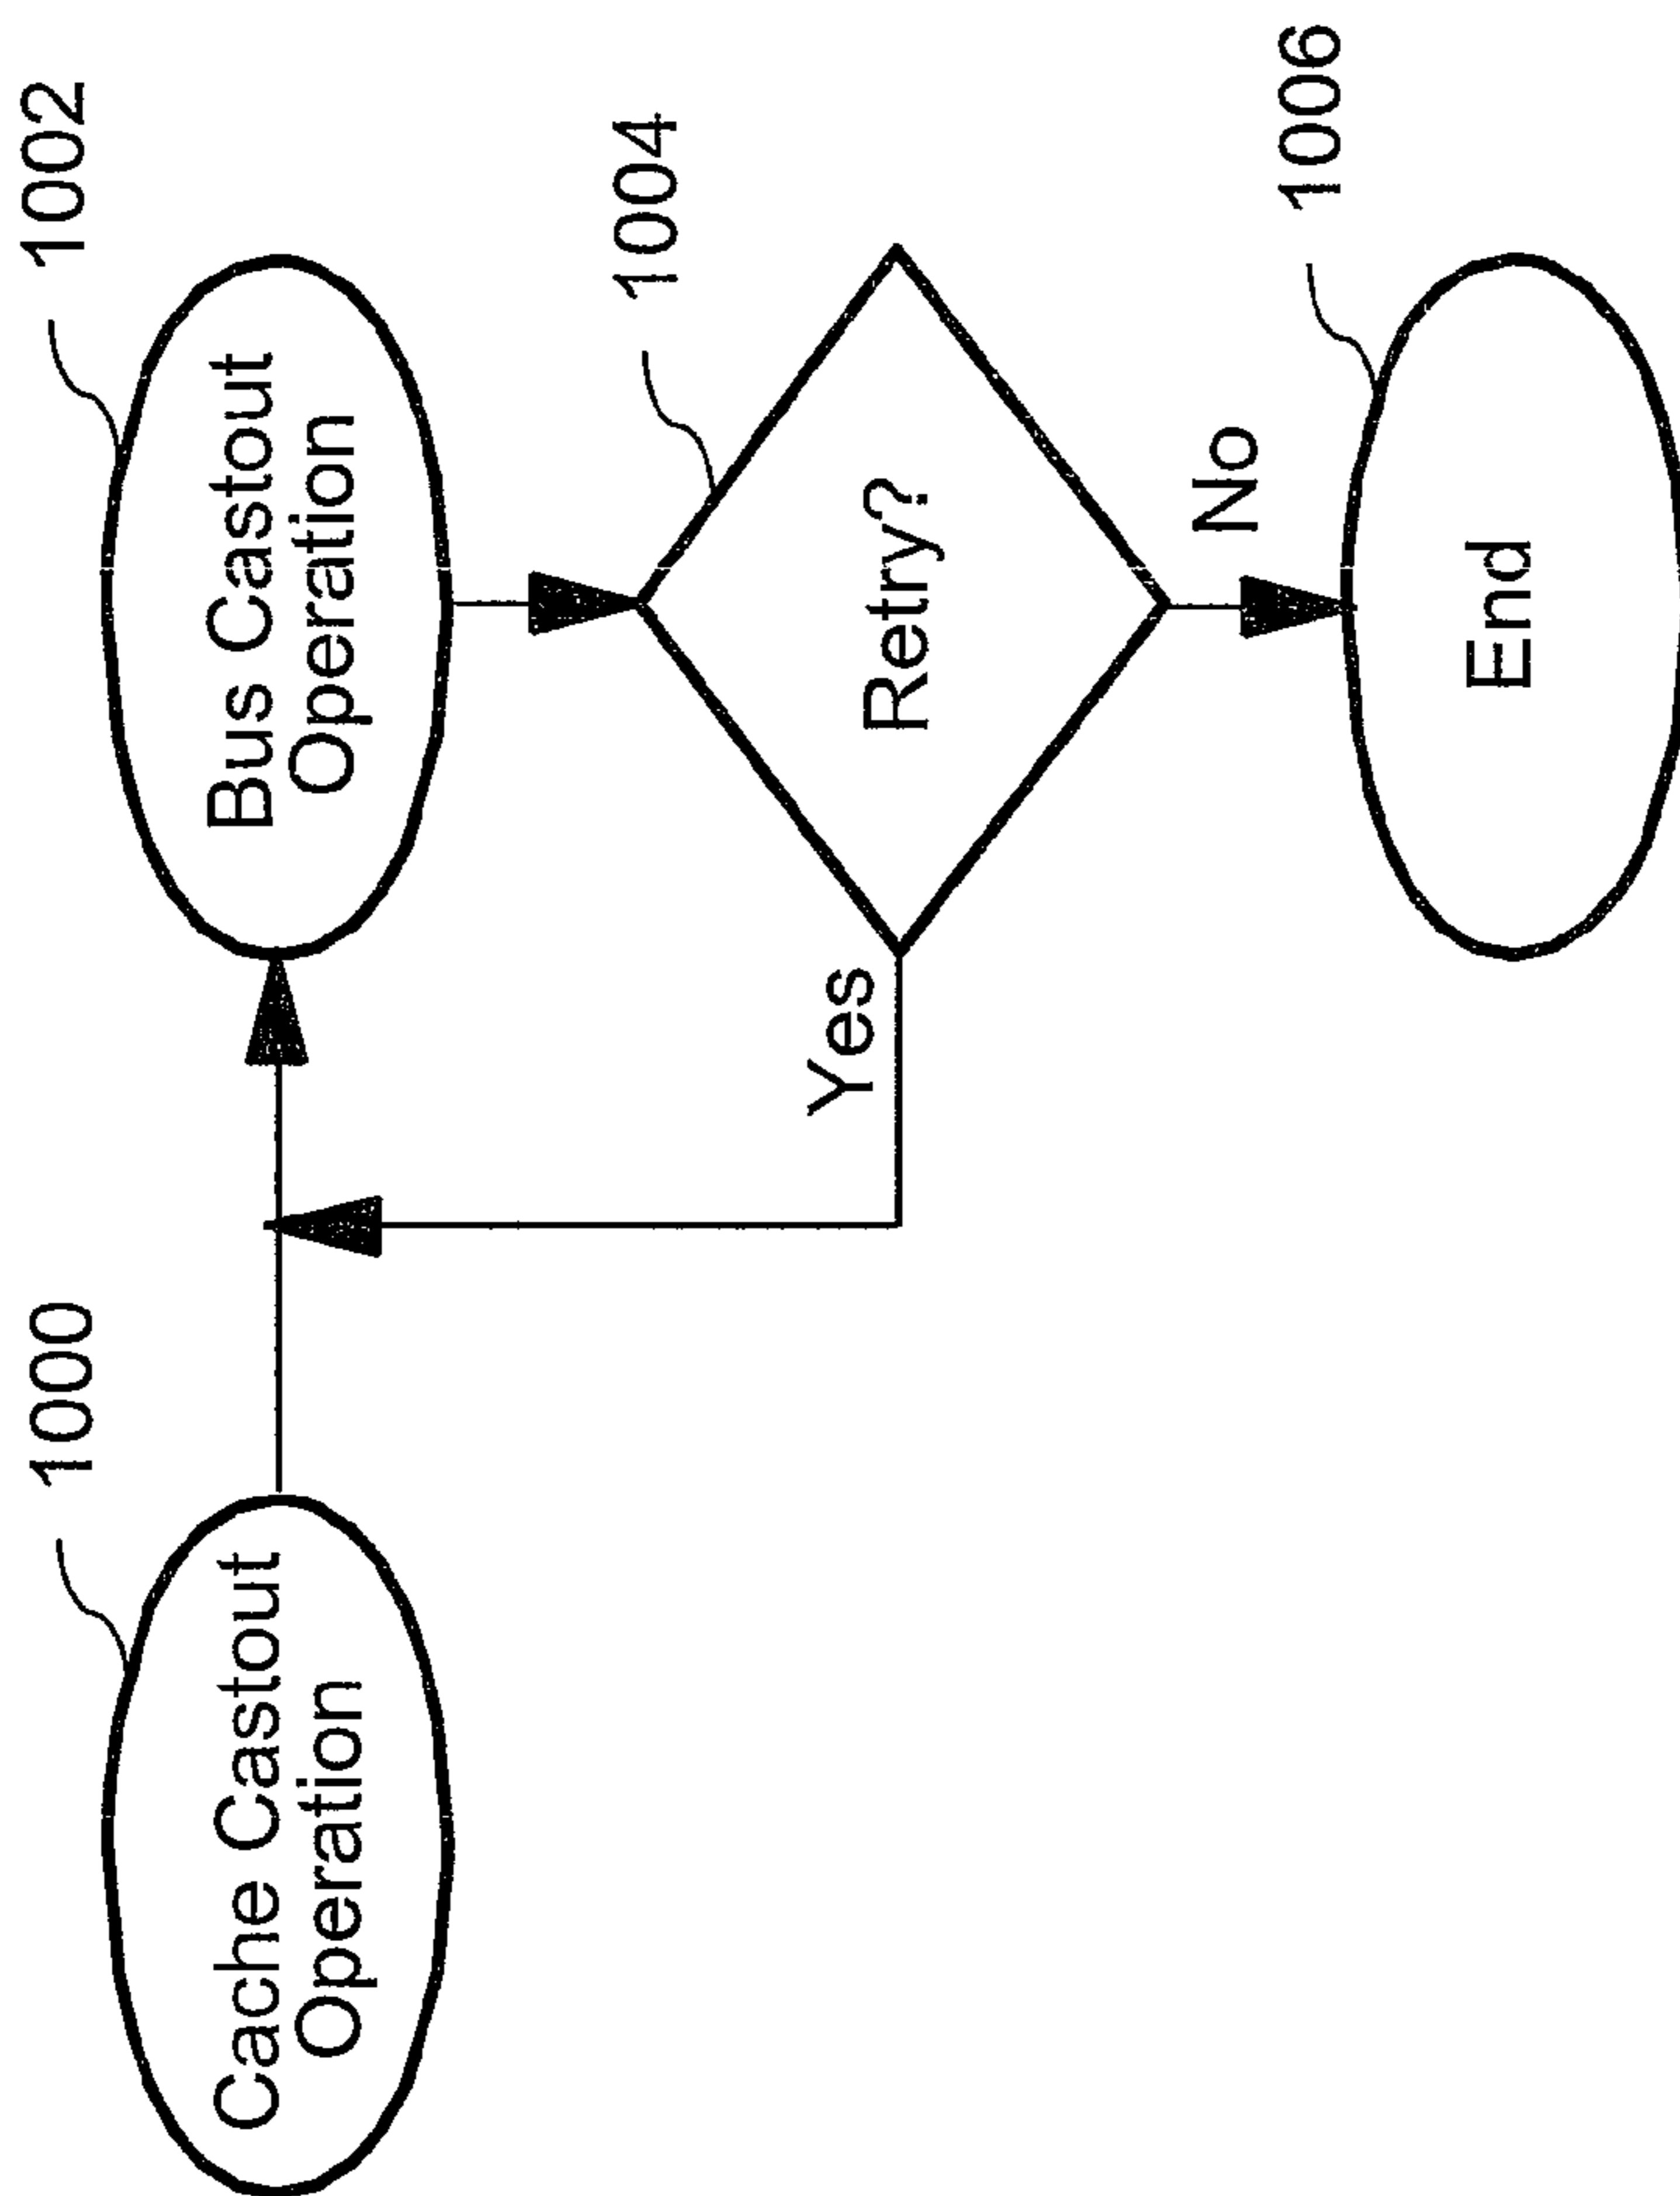 1000
Cache Castout
Operation
1002
Bus Castout
Operation
1004
Retry?
Yes
No
1006
End